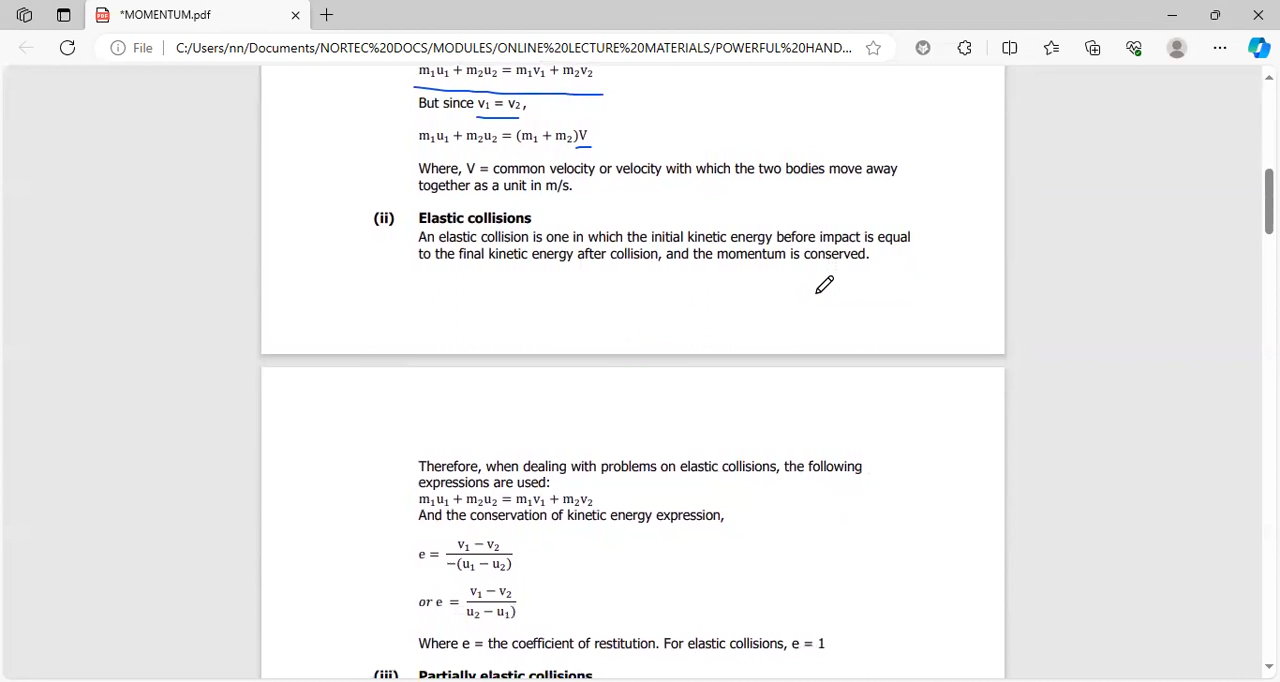 *MOMENTUM.pdf
File C:/Users/nn/Documents/NORTEC%20DOCS/MODULES/ONLINE%20LECTURE%20MATERIALS/POWERFUL%20HAND...
m₁u₁ + m₂u₂ = m₁v₁ + m₂v₂
But since v₁ = v₂,
m₁u₁ + m₂u₂ = (m₁ + m₂)V
Where, V = common velocity or velocity with which the two bodies move away
together as a unit in m/s.
(ii) Elastic collisions
An elastic collision is one in which the initial kinetic energy before impact is equal
to the final kinetic energy after collision, and the momentum is conserved.
Therefore, when dealing with problems on elastic collisions, the following
expressions are used:
m₁u₁ + m₂u₂ = m₁v₁ + m₂v₂
And the conservation of kinetic energy expression,
e = v₁ − v₂
−(u₁ − u₂)
or e = v₁ − v₂
u₂ − u₁)
Where e = the coefficient of restitution. For elastic collisions, e = 1
(iii) Partially elastic collisions